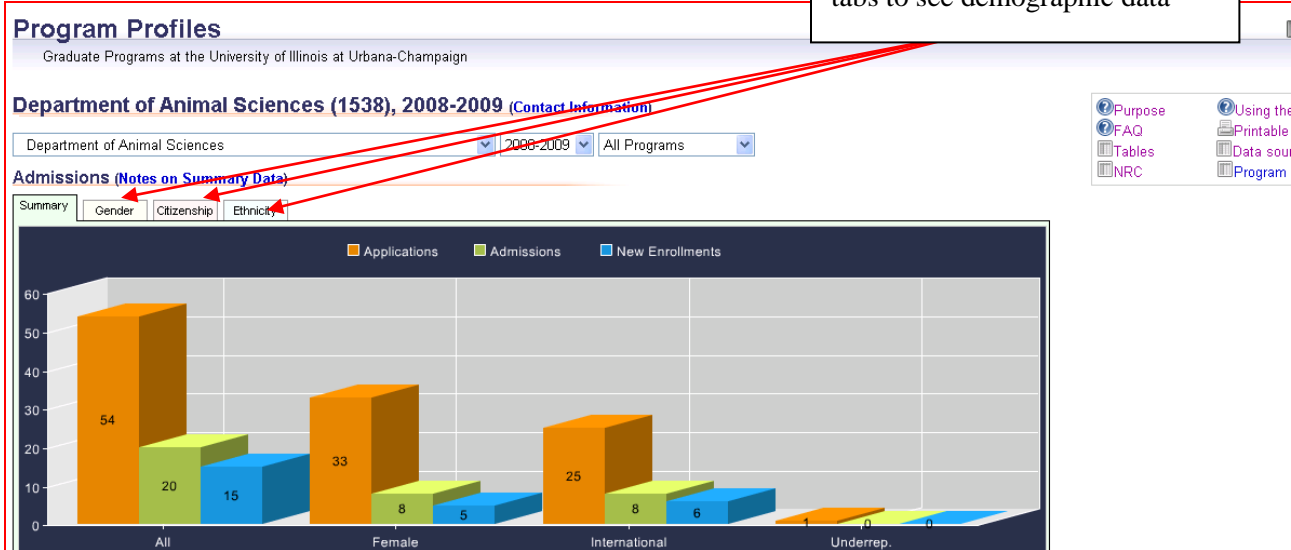 tabs to see demographic data
Program Profiles
Graduate Programs at the University of Illinois at Urbana-Champaign
Department of Animal Sciences (1538), 2008-2009 (Contact Information)
Purpose
Using the
FAQ
Printable
Tables
Data sour
NRC
Program
Department of Animal Sciences 2008-2009 All Programs
Admissions (Notes on Summary Data)
Summary Gender Citizenship Ethnicity
Applications Admissions New Enrollments
60
50
40
30
20
10
0
54
20
15
33
8
5
25
8
6
1
0
0
All Female International Underrep.